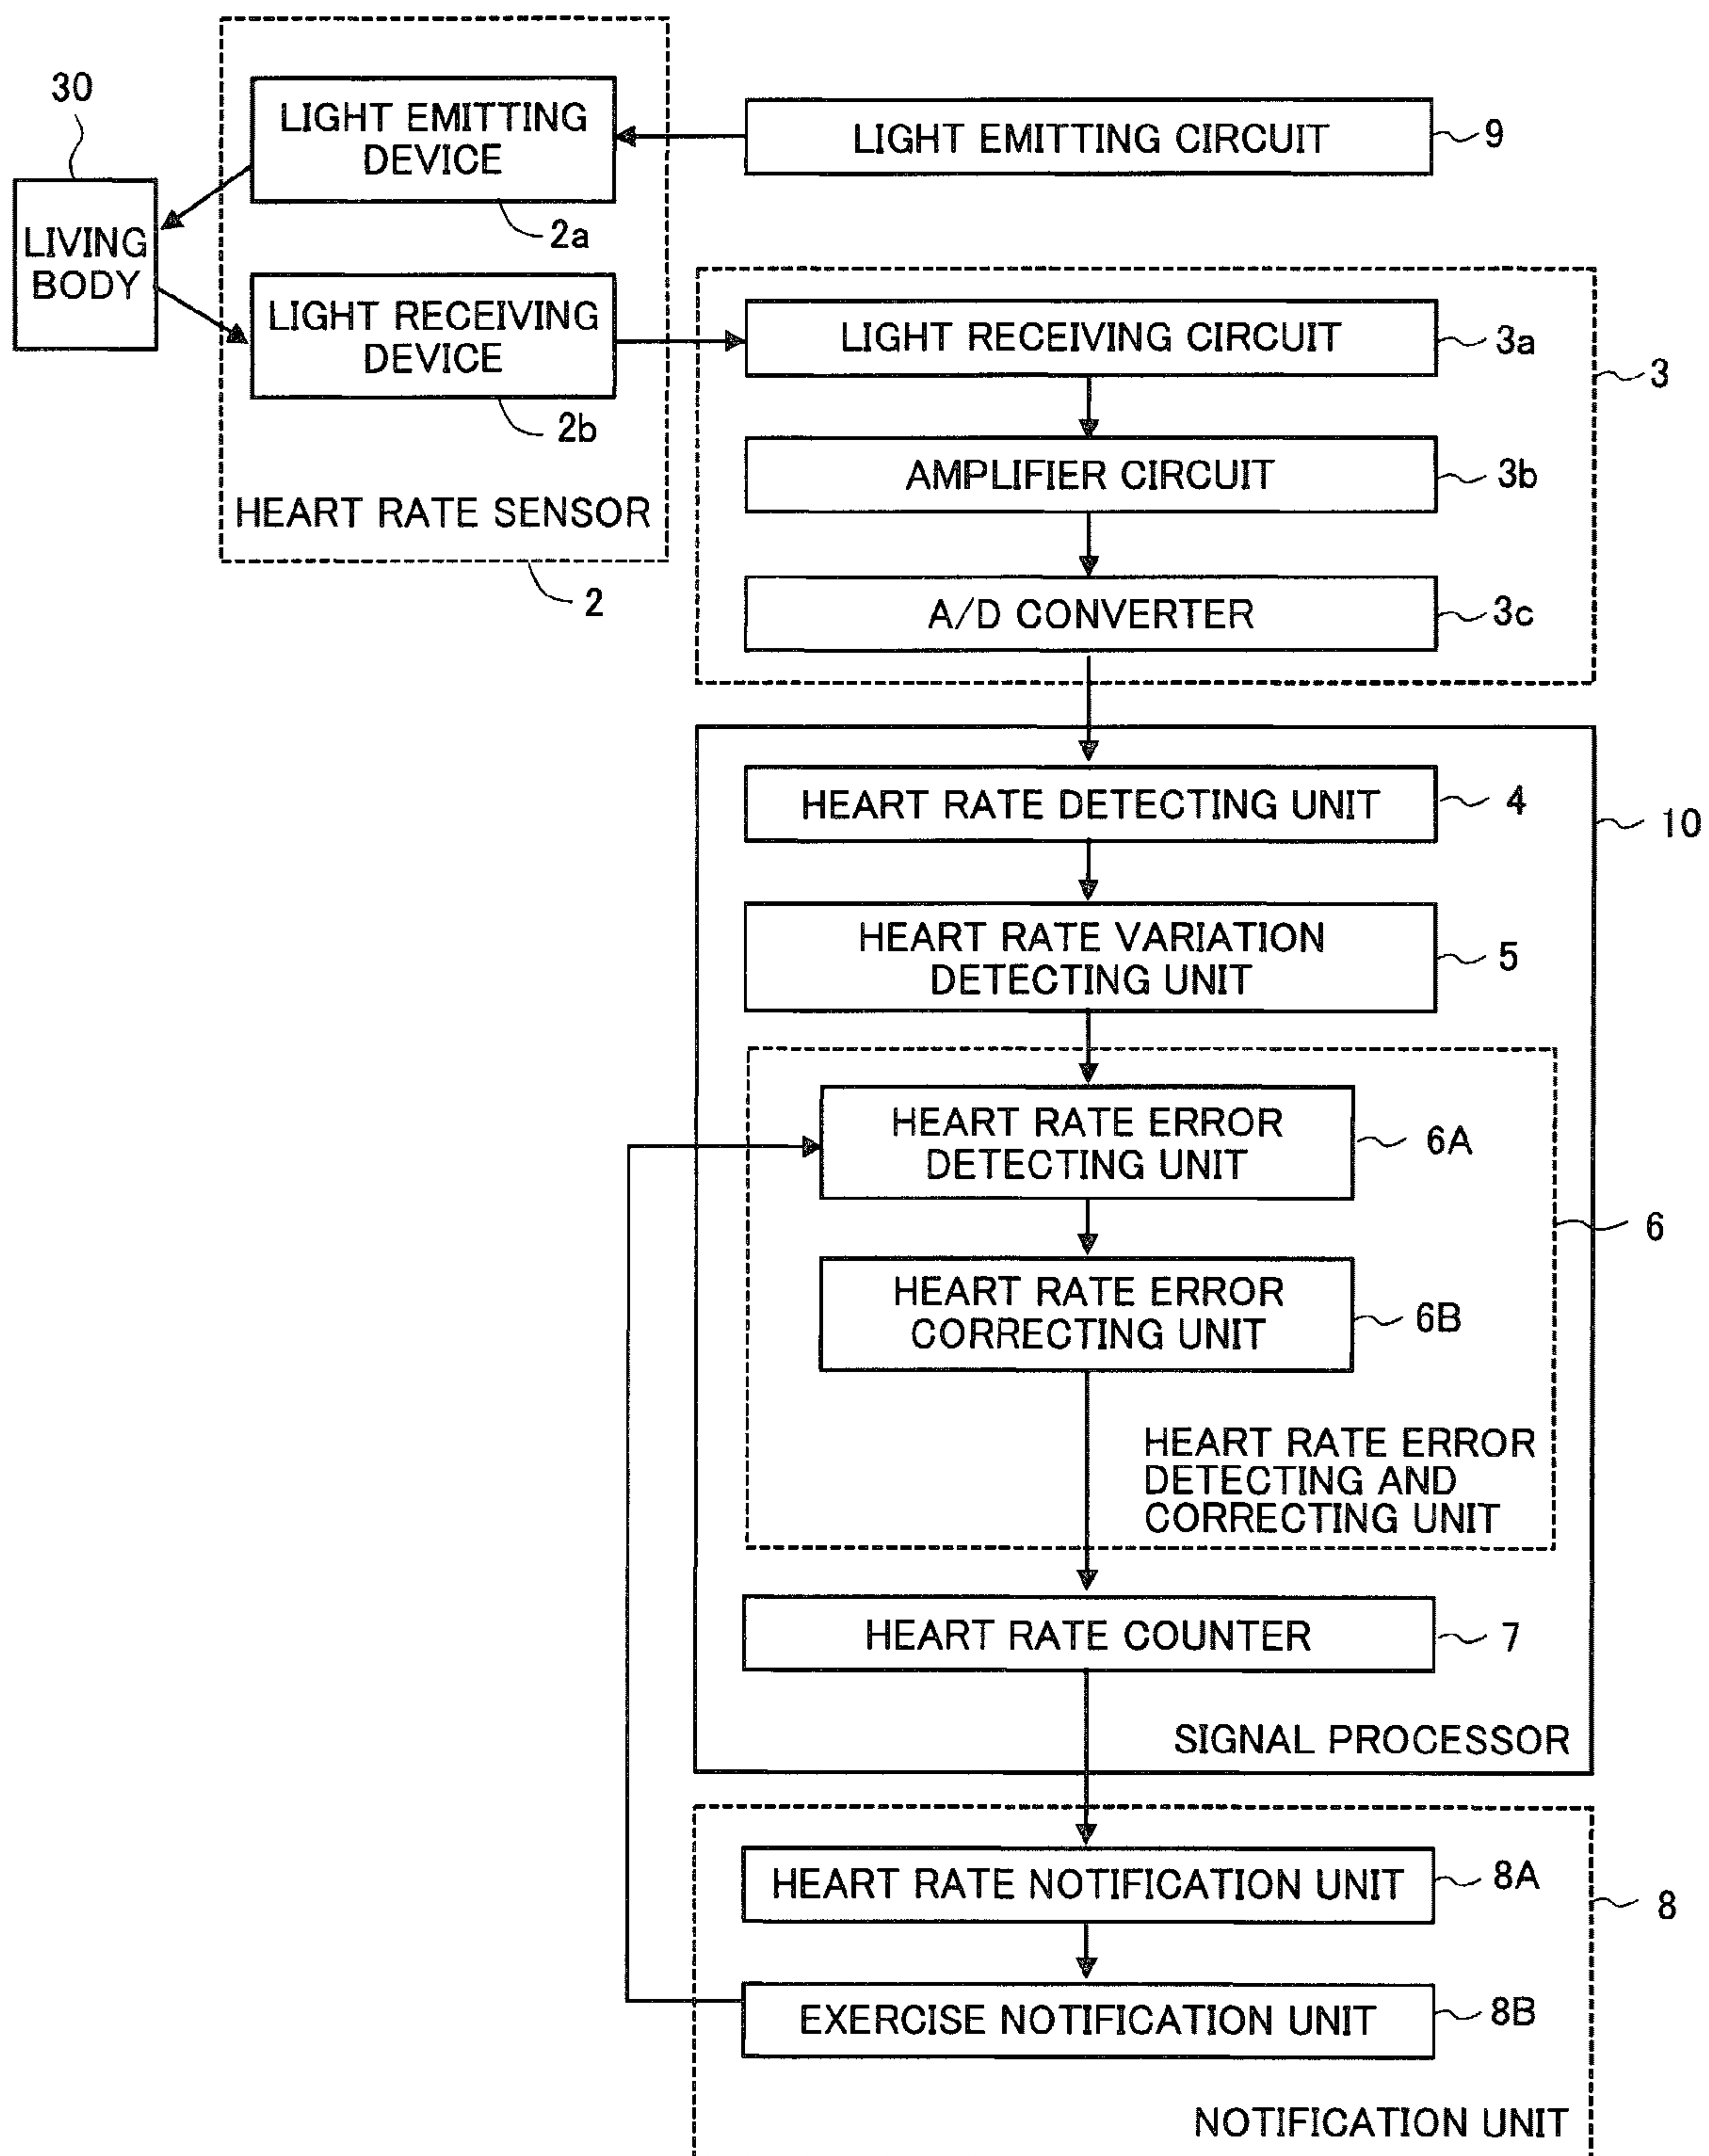 30
LIVING
BODY
LIGHT EMITTING
DEVICE
2a
LIGHT RECEIVING
DEVICE
2b
HEART RATE SENSOR
2
LIGHT EMITTING CIRCUIT
9
LIGHT RECEIVING CIRCUIT
3a
3
AMPLIFIER CIRCUIT
3b
A/D CONVERTER
3c
HEART RATE DETECTING UNIT
4
10
HEART RATE VARIATION
DETECTING UNIT
5
HEART RATE ERROR
DETECTING UNIT
6A
6
HEART RATE ERROR
CORRECTING UNIT
6B
HEART RATE ERROR
DETECTING AND
CORRECTING UNIT
HEART RATE COUNTER
7
SIGNAL PROCESSOR
HEART RATE NOTIFICATION UNIT
8A
8
EXERCISE NOTIFICATION UNIT
8B
NOTIFICATION UNIT